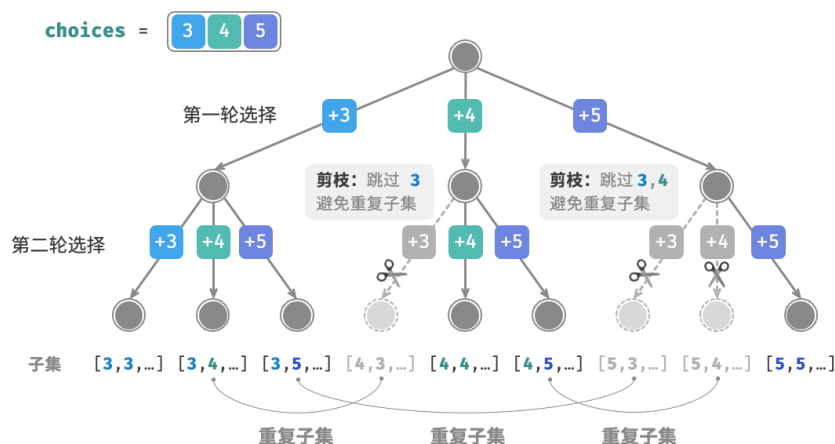 choices = 3 4 5
第一轮选择
+3 +4 +5
剪枝：跳过 3
避免重复子集
剪枝：跳过 3,4
避免重复子集
第二轮选择
+3 +4 +5 +3 +4 +5 +3 +4 +5
子集 [3,3,…] [3,4,…] [3,5,…] [4,3,…] [4,4,…] [4,5,…] [5,3,…] [5,4,…] [5,5,…]
重复子集 重复子集 重复子集